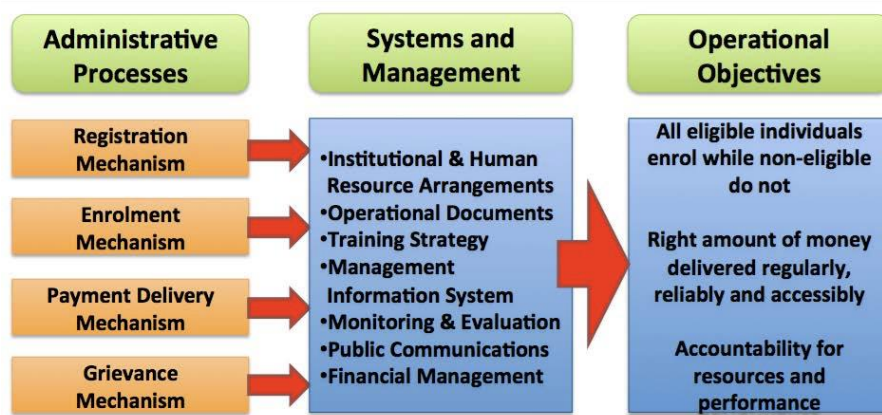 Administrative
Processes
Systems and
Management
Operational
Objectives
Registration
Mechanism
Enrolment
Mechanism
Payment Delivery
Mechanism
Grievance
Mechanism
•Institutional & Human
Resource Arrangements
•Operational Documents
•Training Strategy
•Management
Information System
•Monitoring & Evaluation
•Public Communications
•Financial Management
All eligible individuals
enrol while non-eligible
do not
Right amount of money
delivered regularly,
reliably and accessibly
Accountability for
resources and
performance